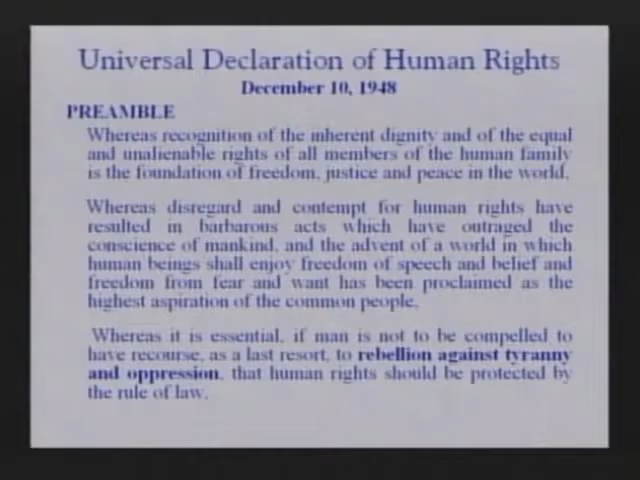 Universal Declaration of Human Rights
December 10, 1948
PREAMBLE
Whereas recognition of the inherent dignity and of the equal
and unalienable rights of all members of the human family
is the foundation of freedom, justice and peace in the world,
Whereas disregard and contempt for human rights have
resulted in barbarous acts which have outraged the
conscience of mankind, and the advent of a world in which
human beings shall enjoy freedom of speech and belief and
freedom from fear and want has been proclaimed as the
highest aspiration of the common people,
Whereas it is essential, if man is not to be compelled to
have recourse, as a last resort, to rebellion against tyranny
and oppression, that human rights should be protected by
the rule of law,